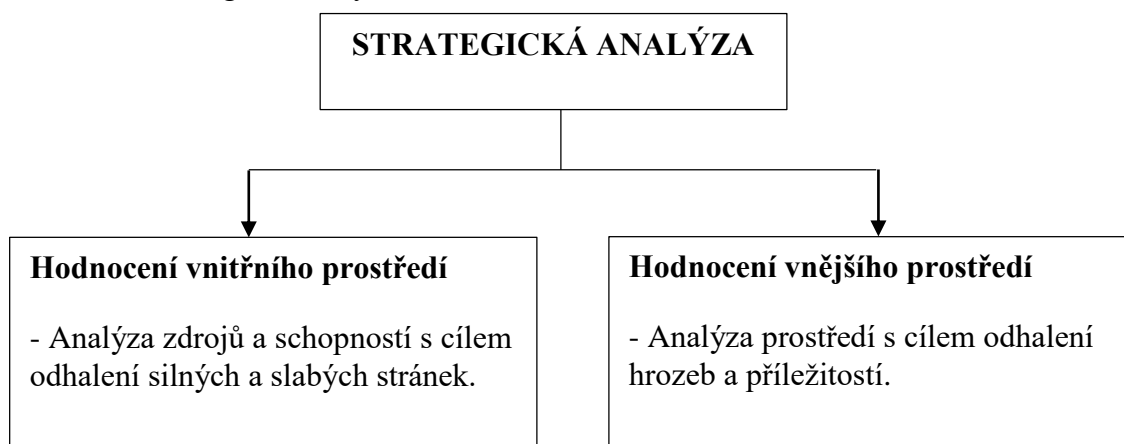 STRATEGICKÁ ANALÝZA
Hodnocení vnitřního prostředí
- Analýza zdrojů a schopností s cílem
odhalení silných a slabých stránek.
Hodnocení vnějšího prostředí
- Analýza prostředí s cílem odhalení
hrozeb a příležitostí.